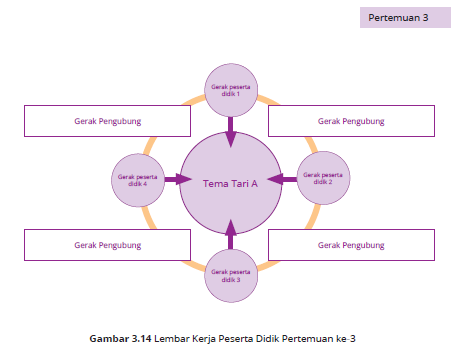 Pertemuan 3
Gerak peserta
didik 1
Gerak Pengubung
Gerak Pengubung
Gerak peserta
didik 4
Tema Tari A
Gerak peserta
didik 2
Gerak Pengubung
Gerak Pengubung
Gerak peserta
didik 3
Gambar 3.14 Lembar Kerja Peserta Didik Pertemuan ke-3